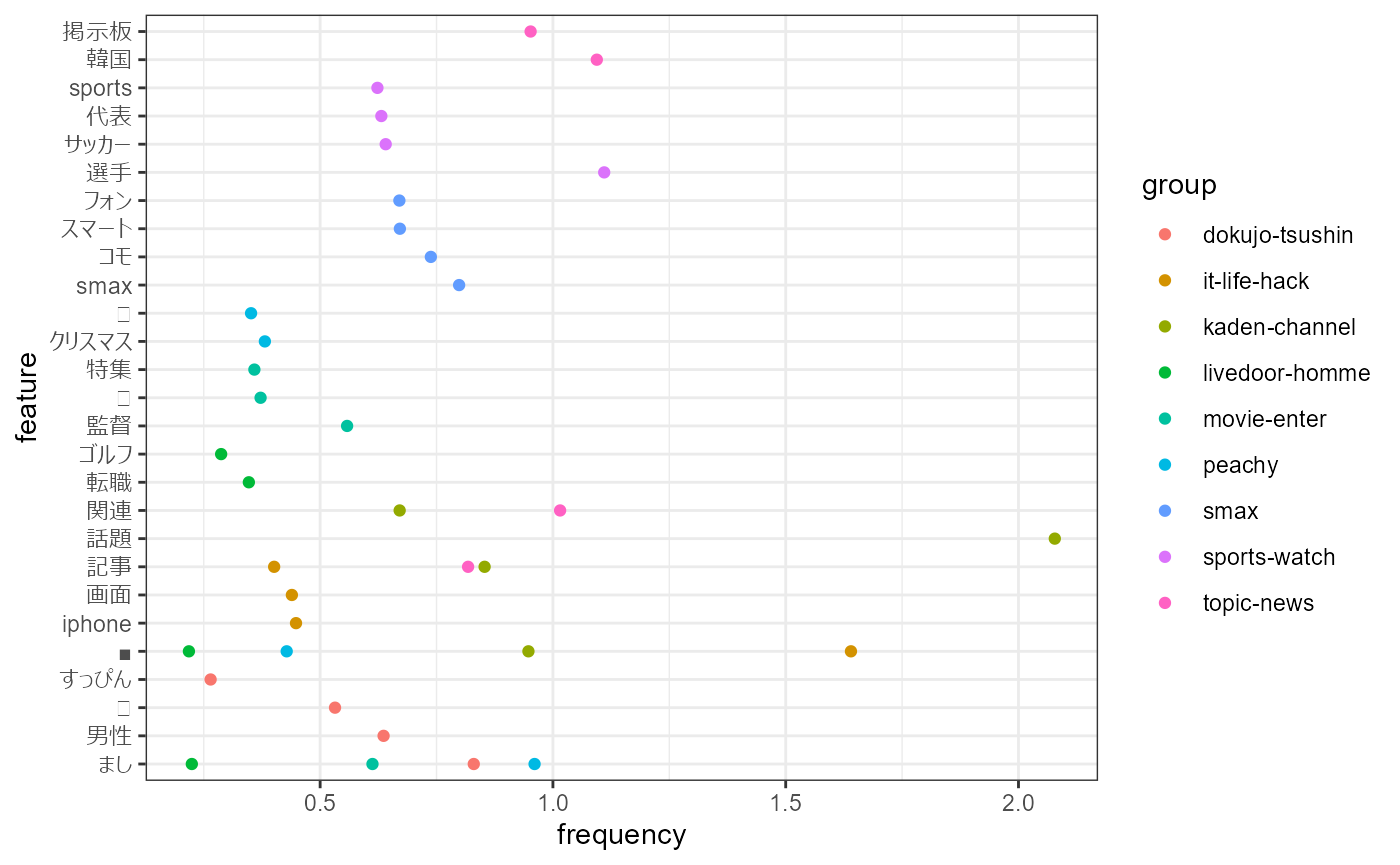 掲示板
韓国
sports
代表
サッカー
選手
フォン
スマート
コモ
smax
クリスマス
特集
監督
ゴルフ
転職
関連
話題
記事
画面
iphone
■
すっぴん
男性
まし
feature
0.5 1.0 1.5 2.0
frequency
group
dokujo-tsushin
it-life-hack
kaden-channel
livedoor-homme
movie-enter
peachy
smax
sports-watch
topic-news